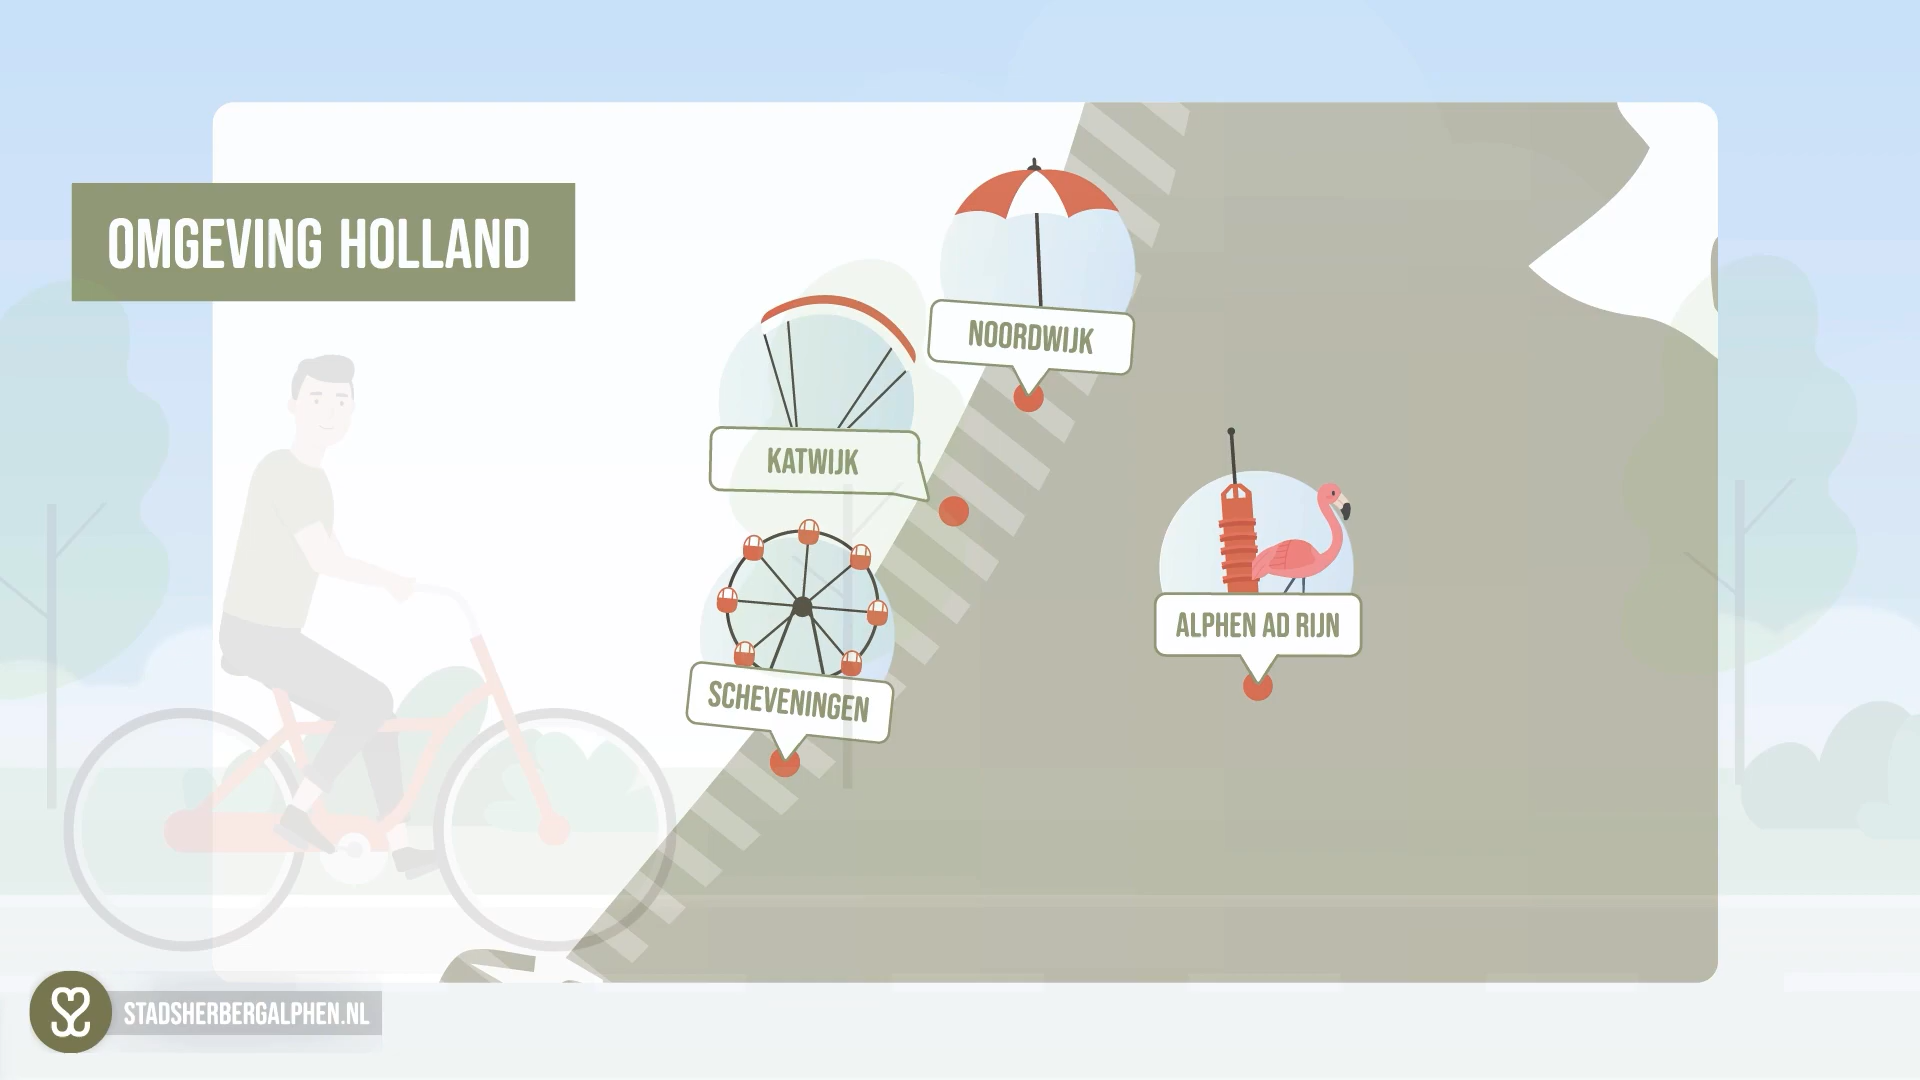 OMGEVING HOLLAND
NOORDWIJK
KATWIJK
ALPHEN AD RIJN
SCHEVENINGEN
STADSHERBERGALPHEN.NL